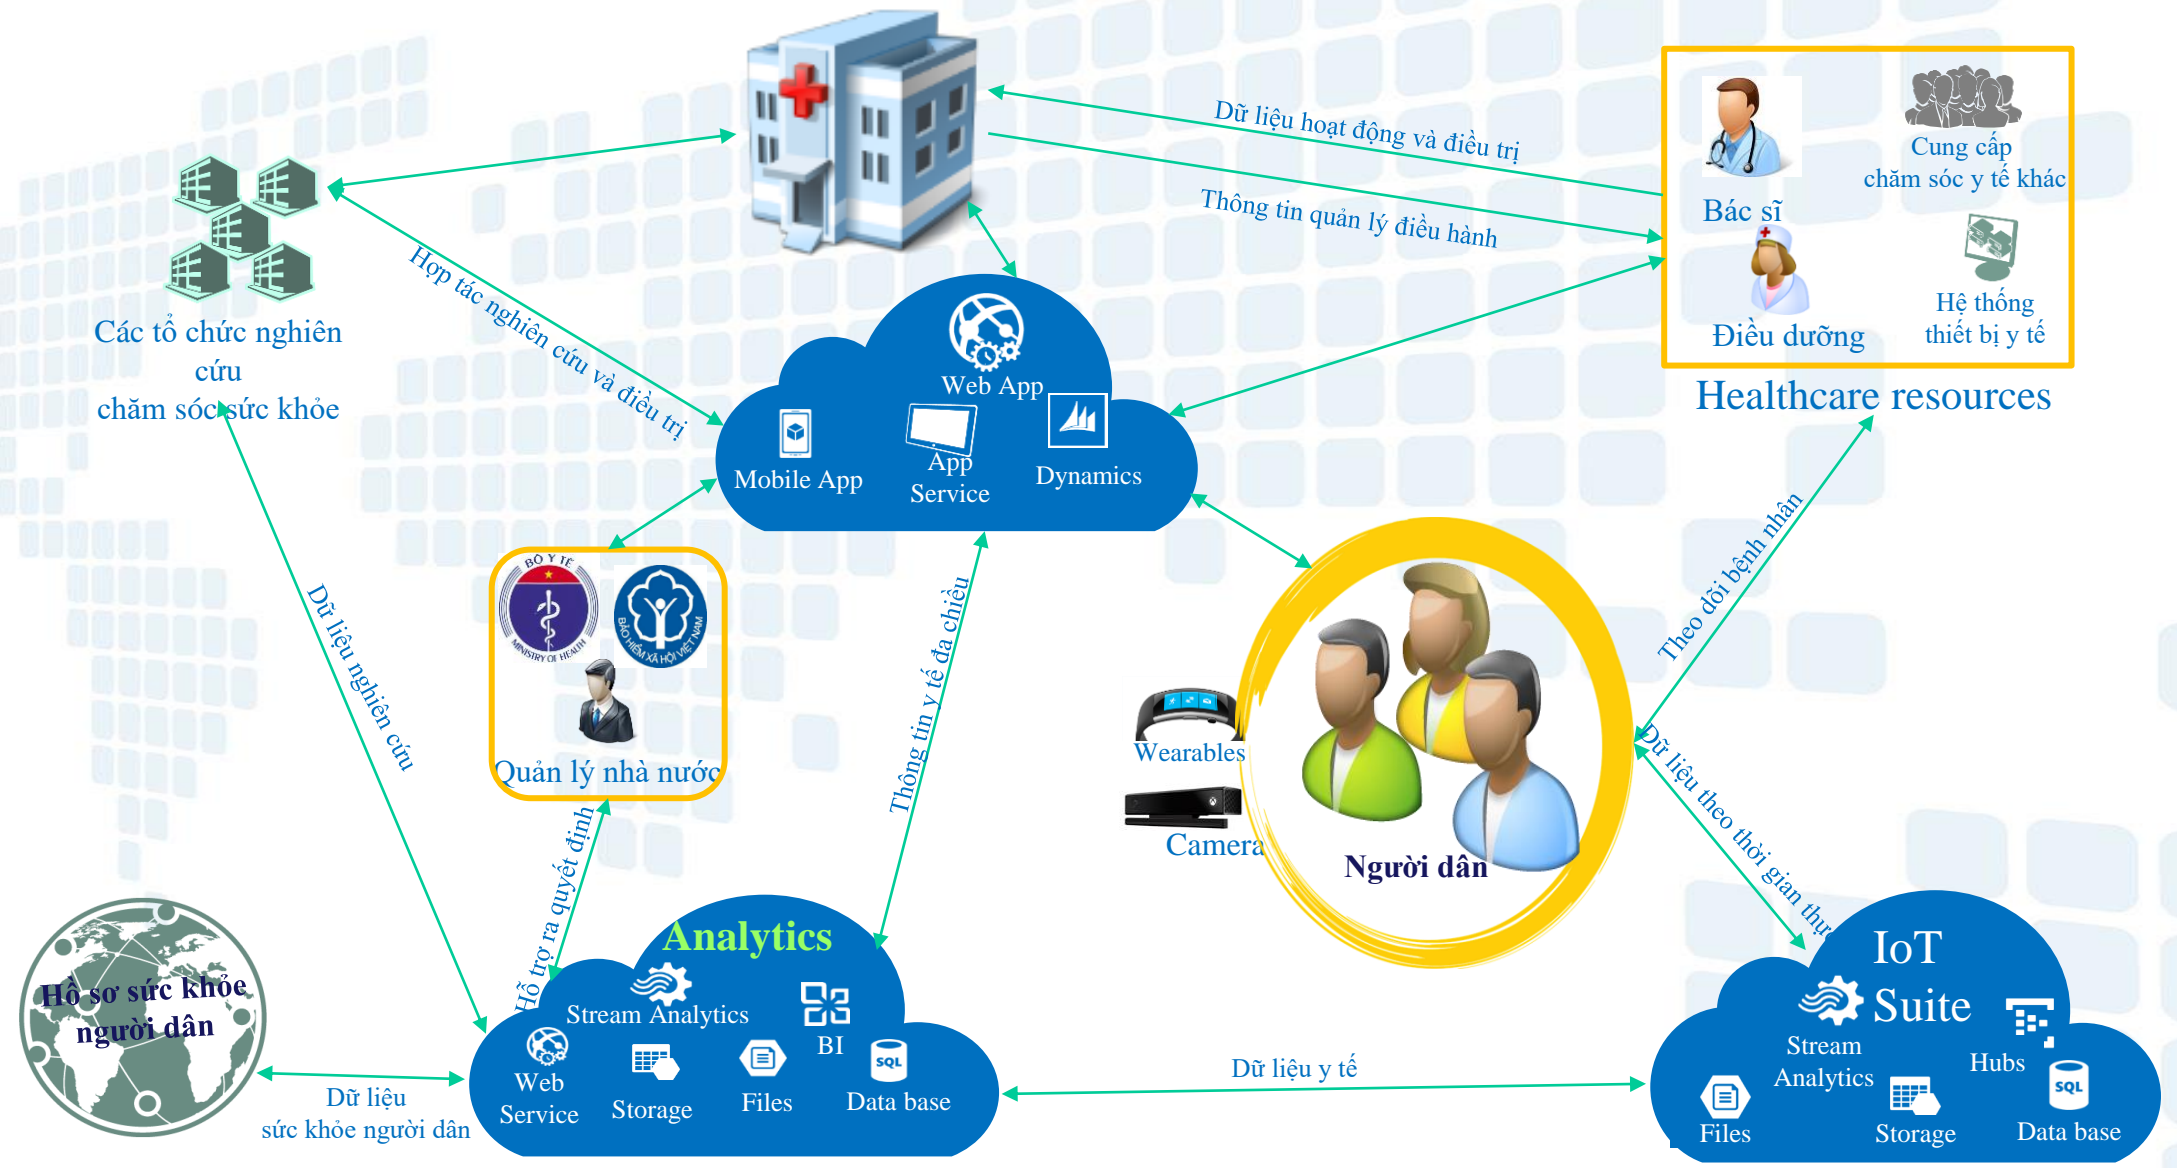 Dữ liệu hoạt động và điều trị
Thông tin quản lý điều hành
Bác sĩ
Cung cấp
chăm sóc y tế khác
Điều dưỡng
Hệ thống
thiết bị y tế
Healthcare resources
Các tổ chức nghiên
cứu
chăm sóc sức khỏe
Hợp tác nghiên cứu và điều trị
Web App
Mobile App
App
Service
Dynamics
BỘ Y TẾ
MINISTRY OF HEALTH
BẢO HIỂM XÃ HỘI VIỆT NAM
Quản lý nhà nước
Dữ liệu nghiên cứu
Thông tin y tế đa chiều
Theo dõi bệnh nhân
Wearables
Camera
Người dân
Dữ liệu theo thời gian thực
Hỗ trợ ra quyết định
Hồ sơ sức khỏe
người dân
Dữ liệu
sức khỏe người dân
Analytics
Stream Analytics
BI
Web
Service
Storage
Files
SQL
Data base
Dữ liệu y tế
IoT
Suite
Stream
Analytics
Hubs
Files
Storage
SQL
Data base